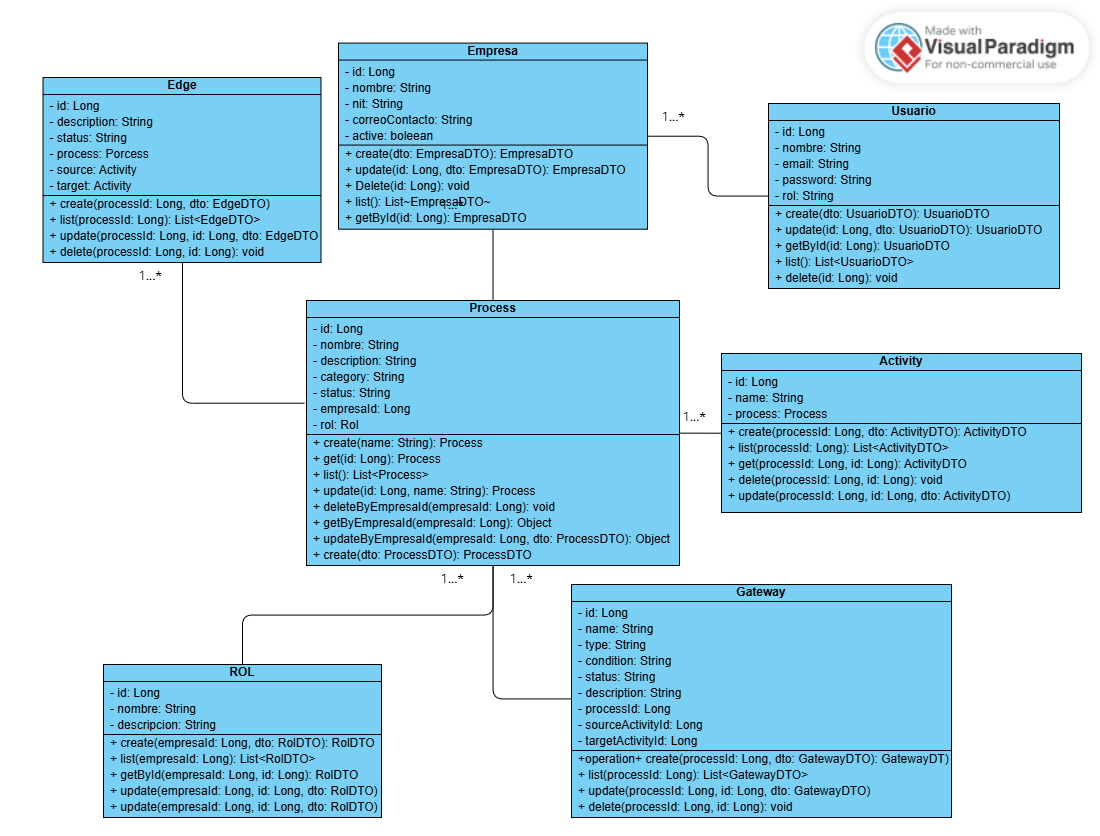 Made with
Visual Paradigm
For non-commercial use
Empresa
- id: Long
- nombre: String
- nit: String
- correoContacto: String
- active: boleean
+ create(dto: EmpresaDTO): EmpresaDTO
+ update(id: Long, dto: EmpresaDTO): EmpresaDTO
+ Delete(id: Long): void
+ list(): List~EmpresaDTO~
1...*
+ getById(id: Long): EmpresaDTO
Edge
- id: Long
- description: String
- status: String
- process: Porcess
- source: Activity
- target: Activity
+ create(processId: Long, dto: EdgeDTO)
+ list(processId: Long): List<EdgeDTO>
+ update(processId: Long, id: Long, dto: EdgeDTO
+ delete(processId: Long, id: Long): void
1...*
1...*
Usuario
- id: Long
- nombre: String
- email: String
- password: String
- rol: String
+ create(dto: UsuarioDTO): UsuarioDTO
+ update(id: Long, dto: UsuarioDTO): UsuarioDTO
+ getById(id: Long): UsuarioDTO
+ list(): List<UsuarioDTO>
+ delete(id: Long): void
Process
- id: Long
- nombre: String
- description: String
- category: String
- status: String
- empresaId: Long
- rol: Rol
+ create(name: String): Process
+ get(id: Long): Process
+ list(): List<Process>
+ update(id: Long, name: String): Process
+ deleteByEmpresaId(empresaId: Long): void
+ getByEmpresaId(empresaId: Long): Object
+ updateByEmpresaId(empresaId: Long, dto: ProcessDTO): Object
+ create(dto: ProcessDTO): ProcessDTO
1...*
Activity
- id: Long
- name: String
- process: Process
+ create(processId: Long, dto: ActivityDTO): ActivityDTO
+ list(processId: Long): List<ActivityDTO>
+ get(processId: Long, id: Long): ActivityDTO
+ delete(processId: Long, id: Long): void
+ update(processId: Long, id: Long, dto: ActivityDTO)
1...*
1...*
ROL
- id: Long
- nombre: String
- descripcion: String
+ create(empresaId: Long, dto: RolDTO): RolDTO
+ list(empresaId: Long): List<RolDTO>
+ getById(empresaId: Long, id: Long): RolDTO
+ update(empresaId: Long, id: Long, dto: RolDTO)
+ update(empresaId: Long, id: Long, dto: RolDTO)
Gateway
- id: Long
- name: String
- type: String
- condition: String
- status: String
- description: String
- processId: Long
- sourceActivityId: Long
- targetActivityId: Long
+operation+ create(processId: Long, dto: GatewayDTO): GatewayDT)
+ list(processId: Long): List<GatewayDTO>
+ update(processId: Long, id: Long, dto: GatewayDTO)
+ delete(processId: Long, id: Long): void